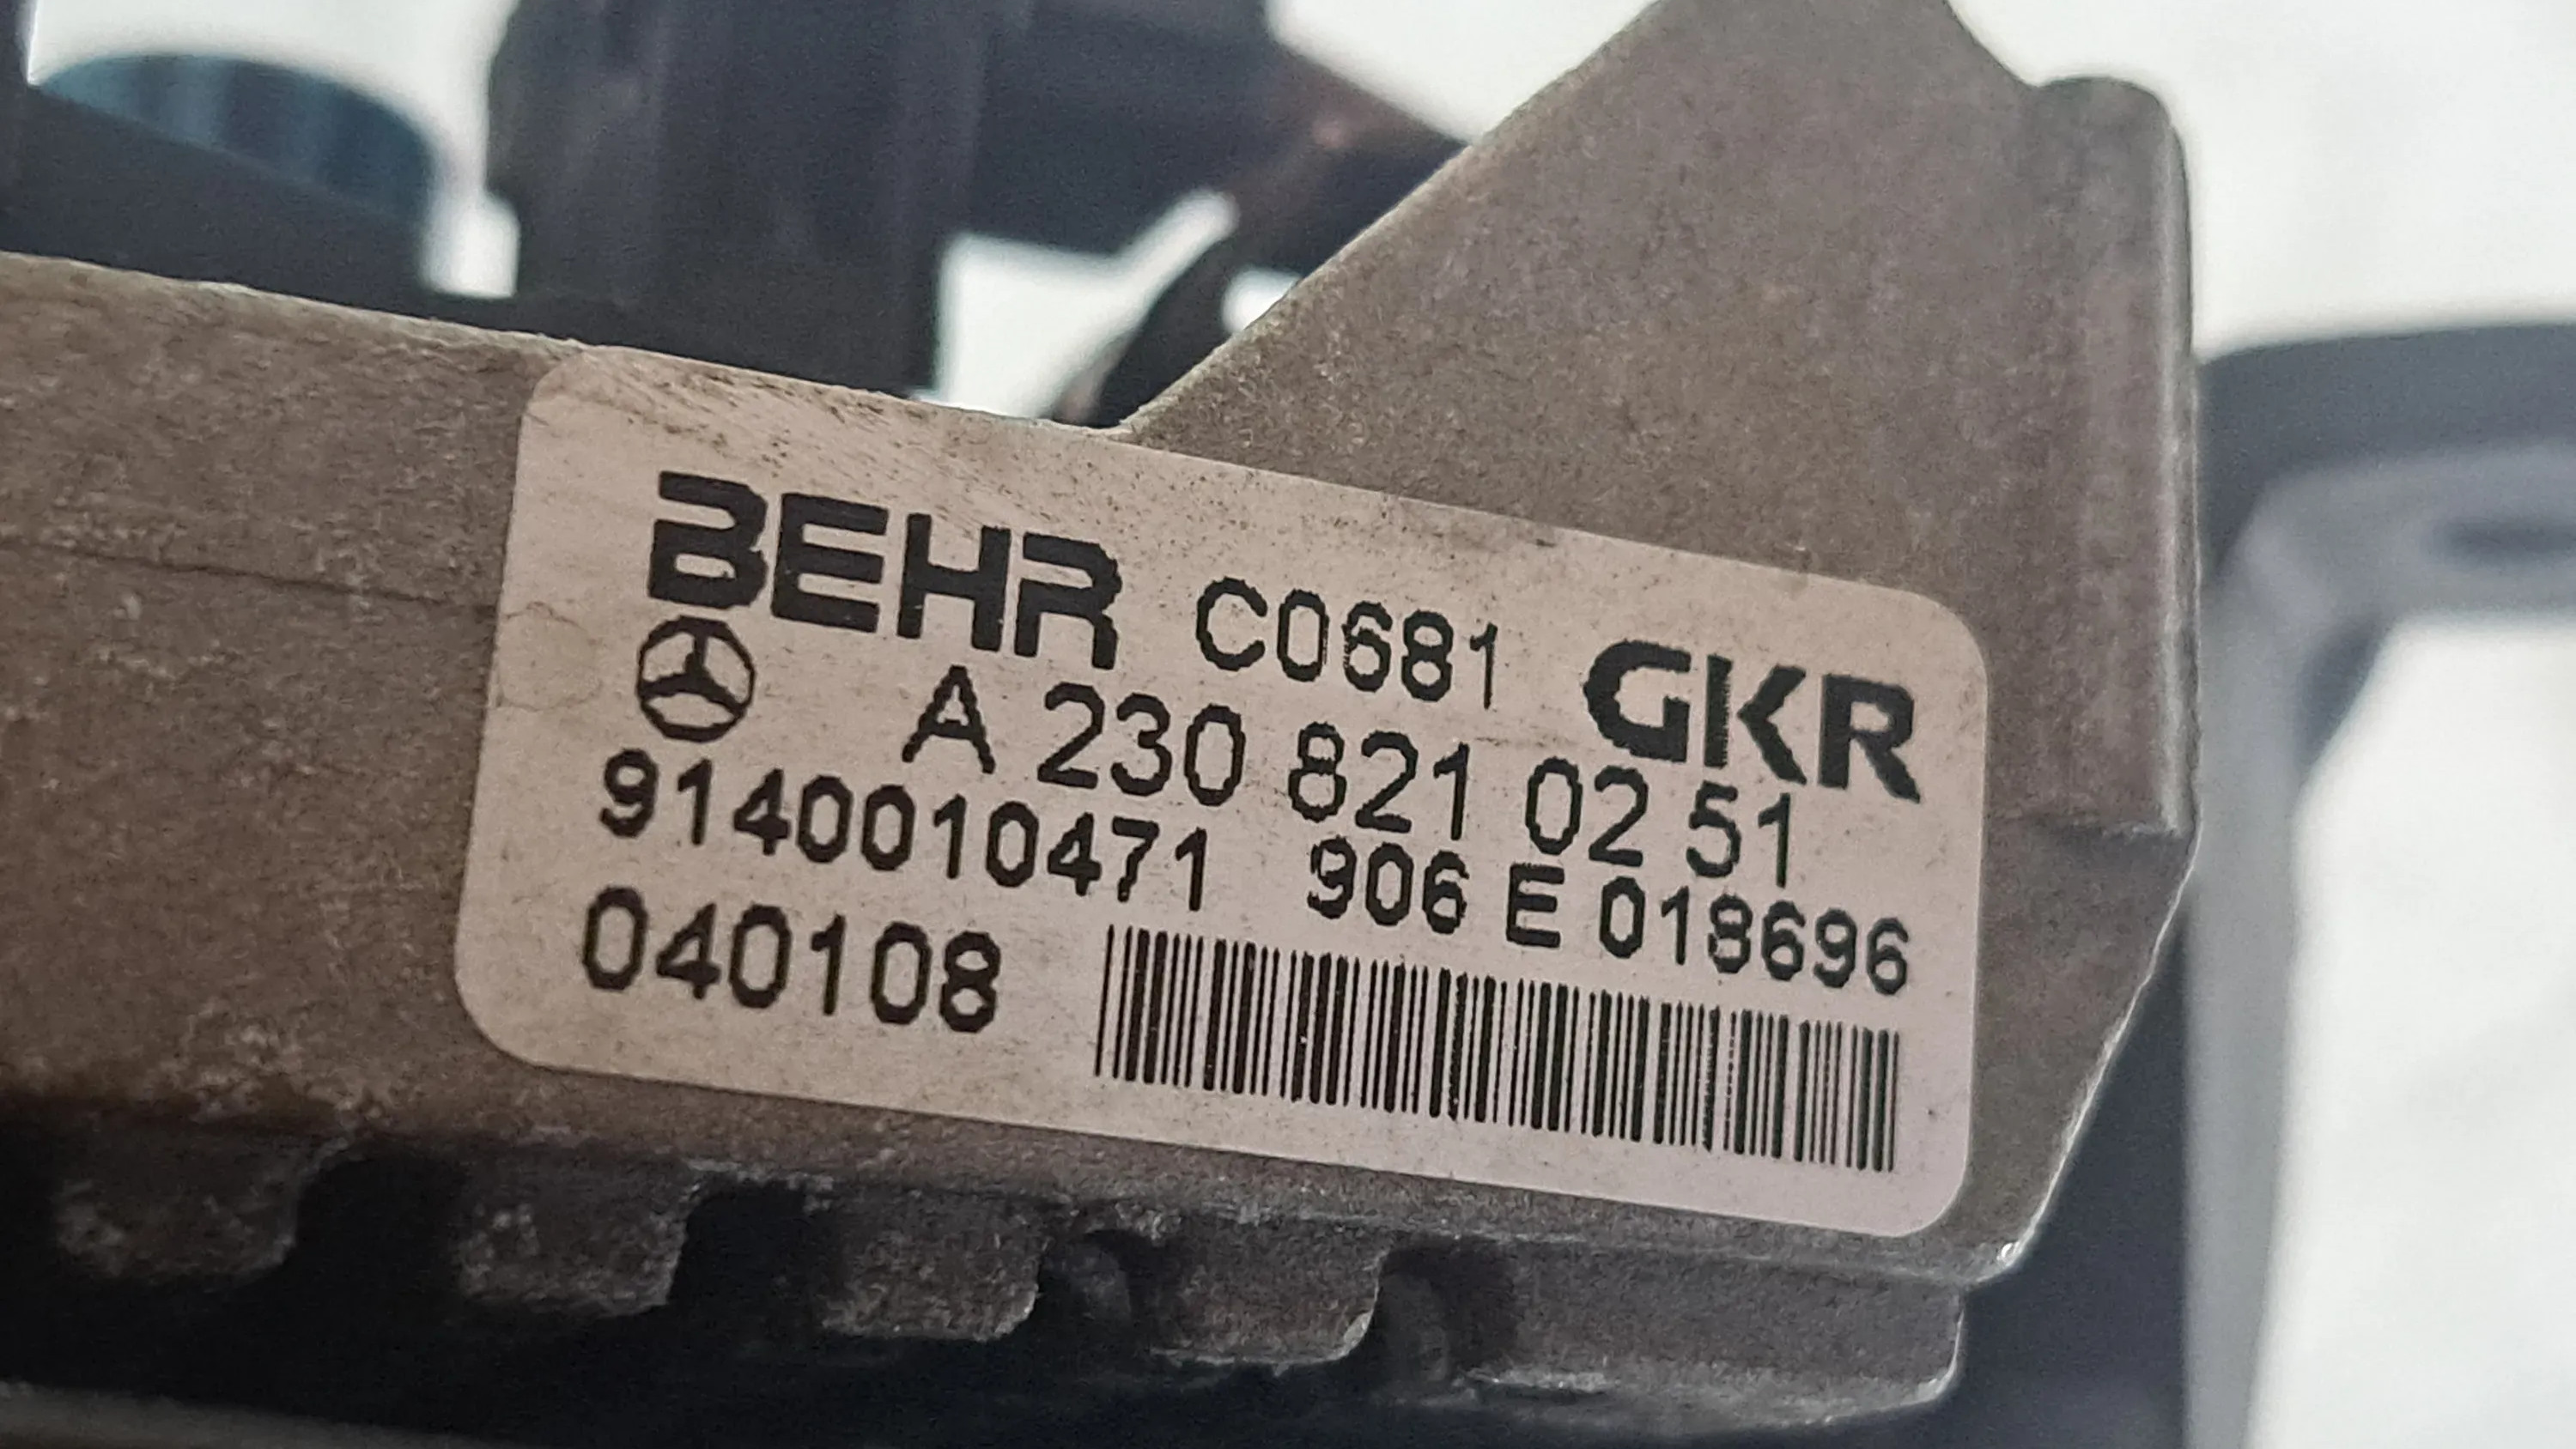 BEHR C0681 GKR
A 230 821 02 51
9140010471 906 E 018696
040108